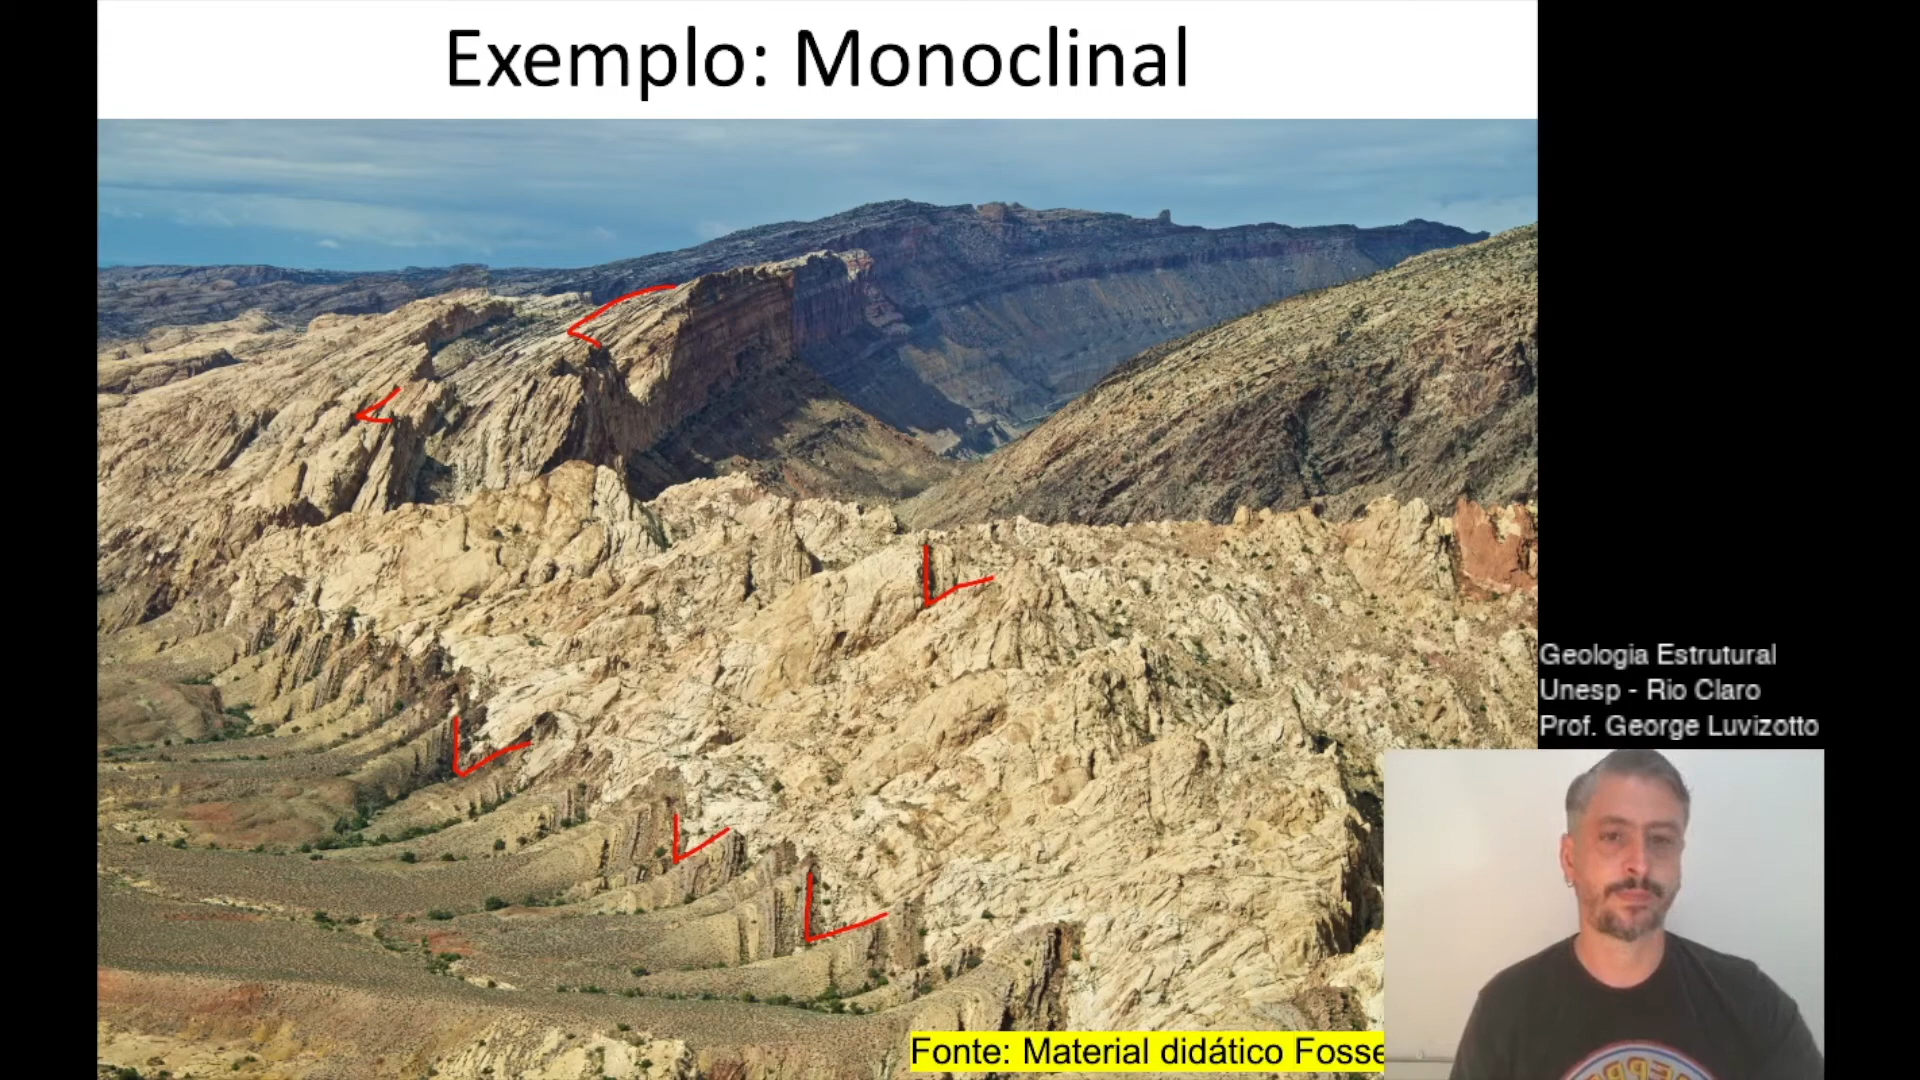 Exemplo: Monoclinal
Geologia Estrutural
Unesp - Rio Claro
Prof. George Luvizotto
Fonte: Material didático Fosse